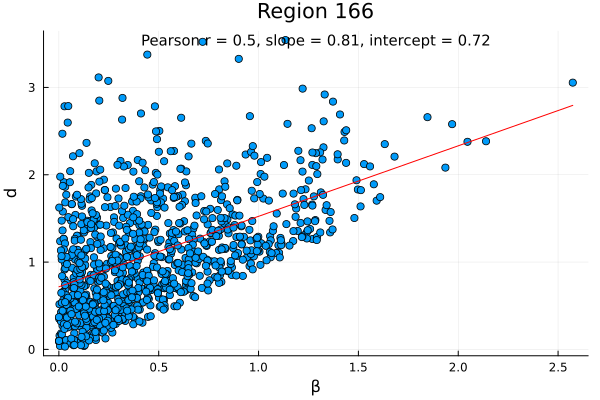 Region 166
Pearson r = 0.5, slope = 0.81, intercept = 0.72
d
3
2
1
0
0.0 0.5 1.0 1.5 2.0 2.5
β